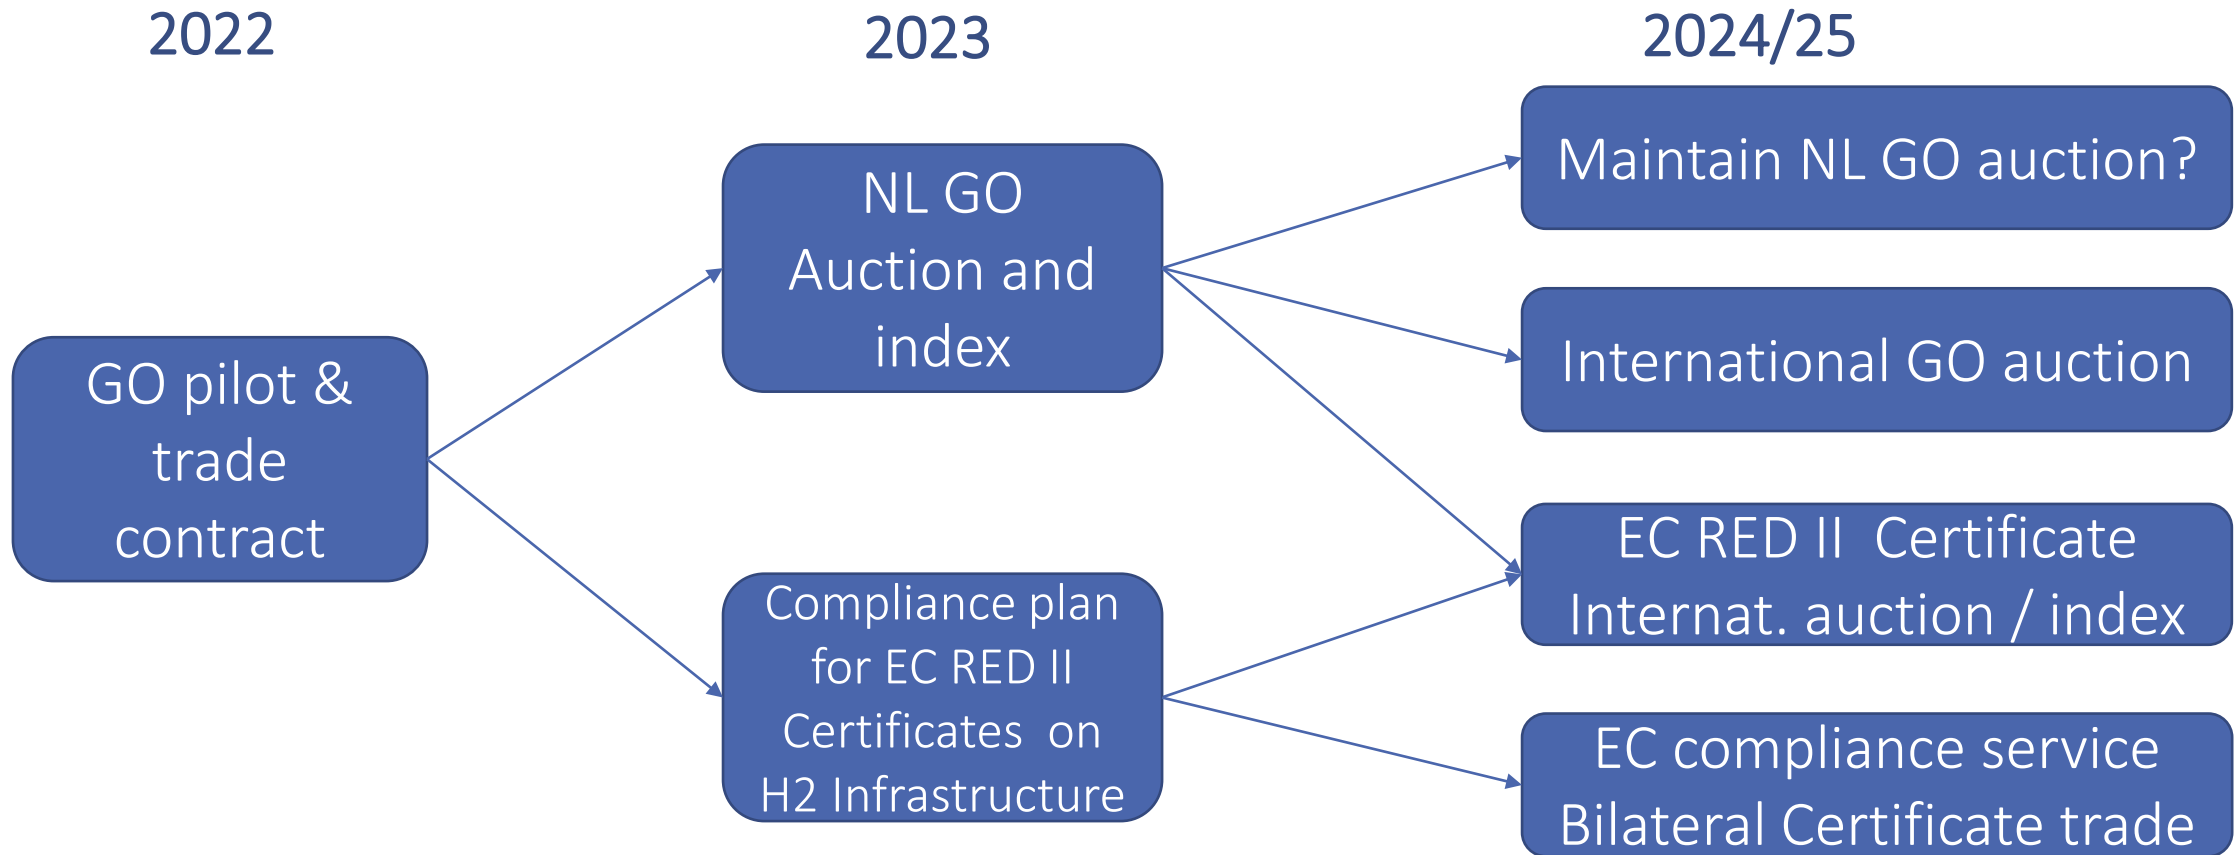 2022
2023
2024/25
GO pilot &
trade
contract
NL GO
Auction and
index
Compliance plan
for EC RED II
Certificates on
H2 Infrastructure
Maintain NL GO auction?
International GO auction
EC RED II Certificate
Internat. auction / index
EC compliance service
Bilateral Certificate trade